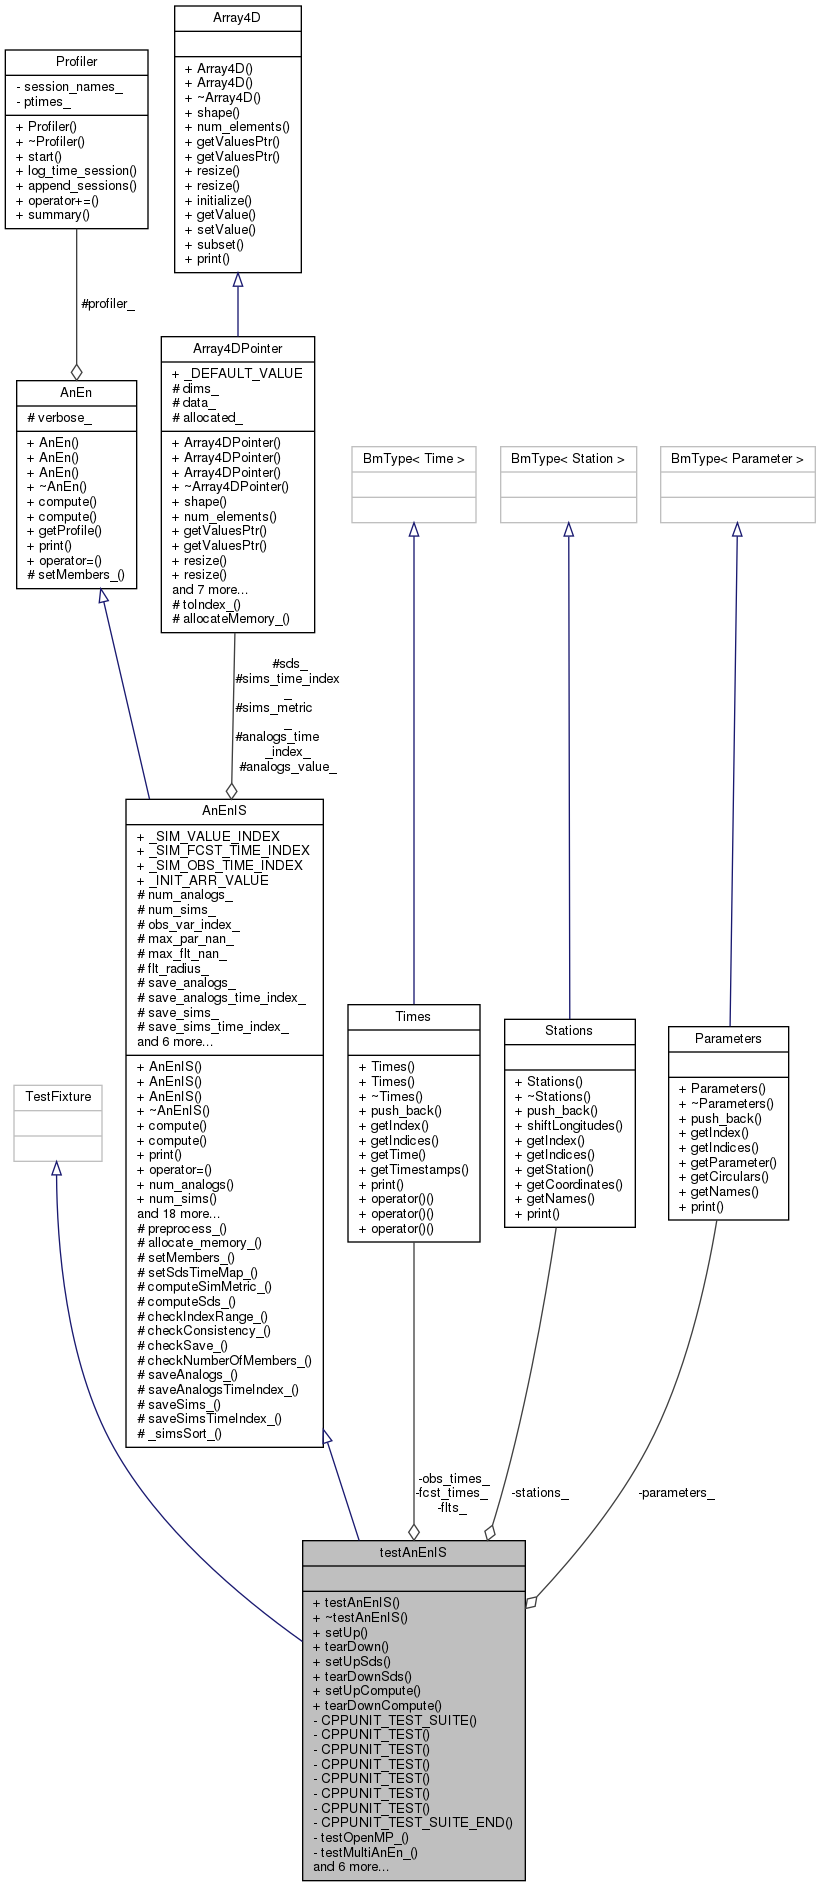 Array4D
+ Array4D()
+ Array4D()
+ ~Array4D()
+ shape()
+ num_elements()
+ getValuesPtr()
+ getValuesPtr()
+ resize()
+ resize()
+ initialize()
+ getValue()
+ setValue()
+ subset()
+ print()
Profiler
- session_names_
- ptimes_
+ Profiler()
+ ~Profiler()
+ start()
+ log_time_session()
+ append_sessions()
+ operator+=()
+ summary()
#profiler_
Array4DPointer
+ _DEFAULT_VALUE
# dims_
# data_
# allocated_
+ Array4DPointer()
+ Array4DPointer()
+ Array4DPointer()
+ ~Array4DPointer()
+ shape()
+ num_elements()
+ getValuesPtr()
+ getValuesPtr()
+ resize()
+ resize()
and 7 more...
# toIndex_()
# allocateMemory_()
AnEn
# verbose_
+ AnEn()
+ AnEn()
+ AnEn()
+ ~AnEn()
+ compute()
+ compute()
+ getProfile()
+ print()
+ operator=()
# setMembers_()
BmType< Time >
BmType< Station >
BmType< Parameter >
#sds_
#sims_time_index
_
#sims_metric
_
#analogs_time
_index_
#analogs_value_
AnEnIS
+ _SIM_VALUE_INDEX
+ _SIM_FCST_TIME_INDEX
+ _SIM_OBS_TIME_INDEX
+ _INIT_ARR_VALUE
# num_analogs_
# num_sims_
# obs_var_index_
# max_par_nan_
# max_flt_nan_
# flt_radius_
# save_analogs_
# save_analogs_time_index_
# save_sims_
# save_sims_time_index_
and 6 more...
+ AnEnIS()
+ AnEnIS()
+ AnEnIS()
+ ~AnEnIS()
+ compute()
+ compute()
+ print()
+ operator=()
+ num_analogs()
+ num_sims()
and 18 more...
# preprocess_()
# allocate_memory_()
# setMembers_()
# setSdsTimeMap_()
# computeSimMetric_()
# computeSds_()
# checkIndexRange_()
# checkConsistency_()
# checkSave_()
# checkNumberOfMembers_()
# saveAnalogs_()
# saveAnalogsTimeIndex_()
# saveSims_()
# saveSimsTimeIndex_()
# _simsSort_()
Times
+ Times()
+ Times()
+ ~Times()
+ push_back()
+ getIndex()
+ getIndices()
+ getTime()
+ getTimestamps()
+ print()
+ operator()()
+ operator()()
+ operator()()
Stations
+ Stations()
+ ~Stations()
+ push_back()
+ shiftLongitudes()
+ getIndex()
+ getIndices()
+ getStation()
+ getCoordinates()
+ getNames()
+ print()
Parameters
+ Parameters()
+ ~Parameters()
+ push_back()
+ getIndex()
+ getIndices()
+ getParameter()
+ getCirculars()
+ getNames()
+ print()
TestFixture
-obs_times_
-fcst_times_
-flts_
-stations_
-parameters_
testAnEnIS
+ testAnEnIS()
+ ~testAnEnIS()
+ setUp()
+ tearDown()
+ setUpSds()
+ tearDownSds()
+ setUpCompute()
+ tearDownCompute()
- CPPUNIT_TEST_SUITE()
- CPPUNIT_TEST()
- CPPUNIT_TEST()
- CPPUNIT_TEST()
- CPPUNIT_TEST()
- CPPUNIT_TEST()
- CPPUNIT_TEST()
- CPPUNIT_TEST_SUITE_END()
- testOpenMP_()
- testMultiAnEn_()
and 6 more...